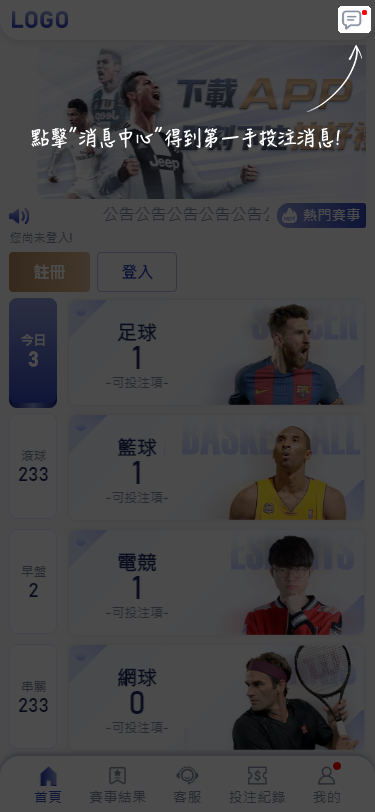 LOGO
下載APP
點擊"消息中心"得到第一手投注消息!
Jeep
公告公告公告公告公告
熱門賽事
您尚未登入!
註冊
登入
今日
3
SOCCER
足球
1
-可投注項-
滾球
233
BASKETBALL
籃球
1
-可投注項-
早盤
2
ESPORTS
電競
1
-可投注項-
串關
233
網球
0
-可投注項-
首頁
賽事結果
客服
投注紀錄
我的